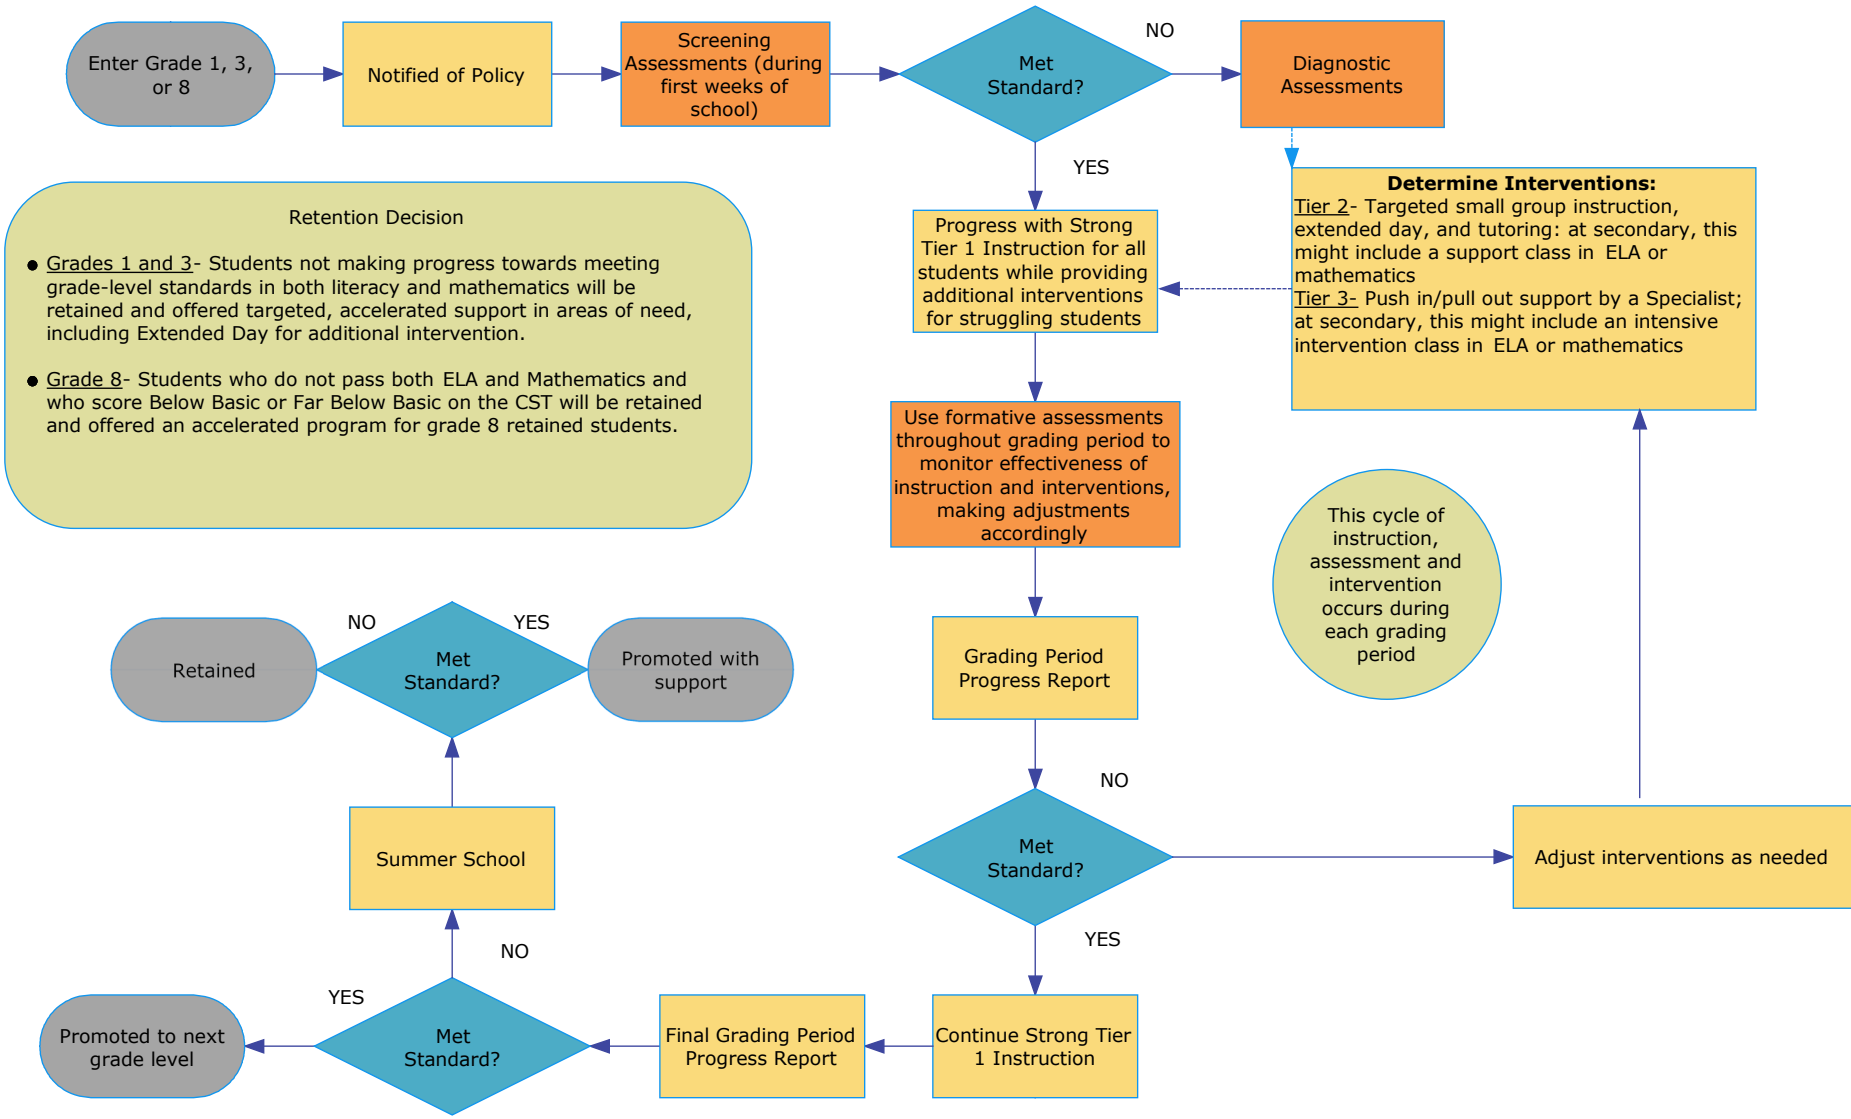 Enter Grade 1, 3,
or 8
Notified of Policy
Screening
Assessments (during
first weeks of
school)
Met
Standard?
NO
Diagnostic
Assessments
YES
Determine Interventions:
Tier 2- Targeted small group instruction,
extended day, and tutoring: at secondary, this
might include a support class in ELA or
mathematics
Tier 3- Push in/pull out support by a Specialist;
at secondary, this might include an intensive
intervention class in ELA or mathematics
Progress with Strong
Tier 1 Instruction for all
students while providing
additional interventions
for struggling students
Retention Decision
● Grades 1 and 3- Students not making progress towards meeting
grade-level standards in both literacy and mathematics will be
retained and offered targeted, accelerated support in areas of need,
including Extended Day for additional intervention.
● Grade 8- Students who do not pass both ELA and Mathematics and
who score Below Basic or Far Below Basic on the CST will be retained
and offered an accelerated program for grade 8 retained students.
Use formative assessments
throughout grading period to
monitor effectiveness of
instruction and interventions,
making adjustments
accordingly
This cycle of
instruction,
assessment and
intervention
occurs during
each grading
period
Grading Period
Progress Report
Met
Standard?
NO
Adjust interventions as needed
YES
Continue Strong Tier
1 Instruction
Final Grading Period
Progress Report
Met
Standard?
YES
Promoted to next
grade level
NO
Summer School
Met
Standard?
NO
Retained
YES
Promoted with
support